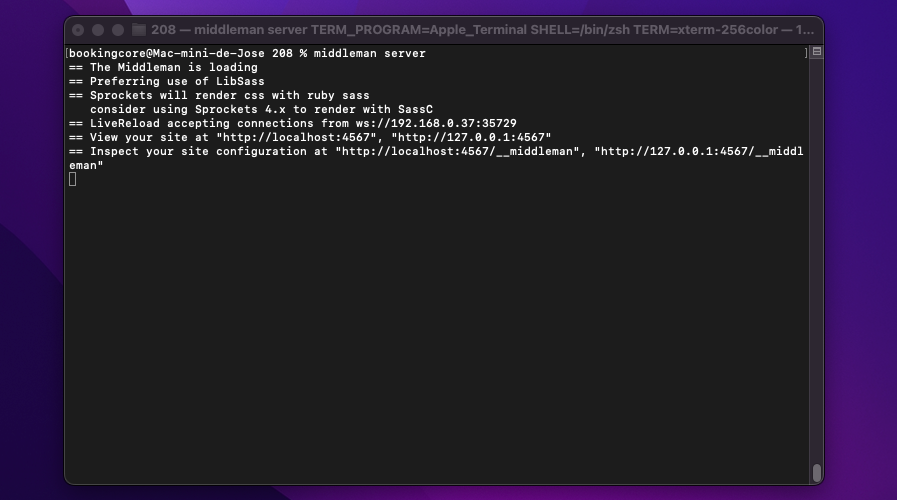 208 — middleman server TERM_PROGRAM=Apple_Terminal SHELL=/bin/zsh TERM=xterm-256color — 1...
[bookingcore@Mac-mini-de-Jose 208 % middleman server ]
== The Middleman is loading
== Preferring use of LibSass
== Sprockets will render css with ruby sass
   consider using Sprockets 4.x to render with SassC
== LiveReload accepting connections from ws://192.168.0.37:35729
== View your site at "http://localhost:4567", "http://127.0.0.1:4567"
== Inspect your site configuration at "http://localhost:4567/__middleman", "http://127.0.0.1:4567/__middl
eman"